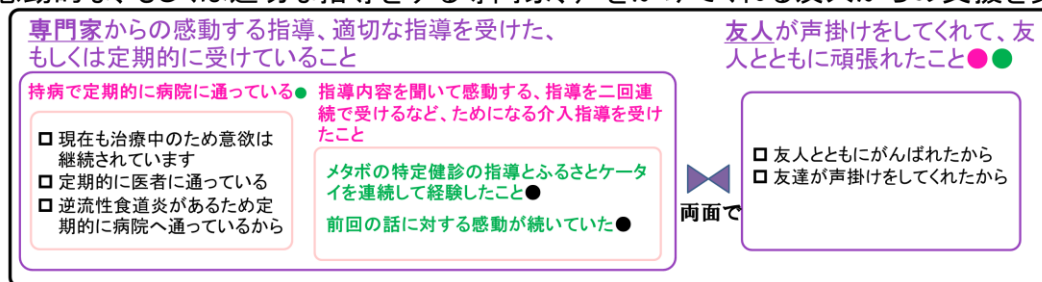 専門家からの感動する指導、適切な指導を受けた、
もしくは定期的に受けていること
持病で定期的に病院に通っている●
□ 現在も治療中のため意欲は
継続されています
□ 定期的に医者に通っている
□ 逆流性食道炎があるため定
期的に病院へ通っているから
指導内容を聞いて感動する、指導を二回連
続で受けるなど、ためになる介入指導を受け
たこと
メタボの特定健診の指導とふるさとケータ
イを連続して経験したこと●
前回の話に対する感動が続いていた●
両面で
友人が声掛けをしてくれて、友
人とともに頑張れたこと●●
□ 友人とともにがんばれたから
□ 友達が声掛けをしてくれたから